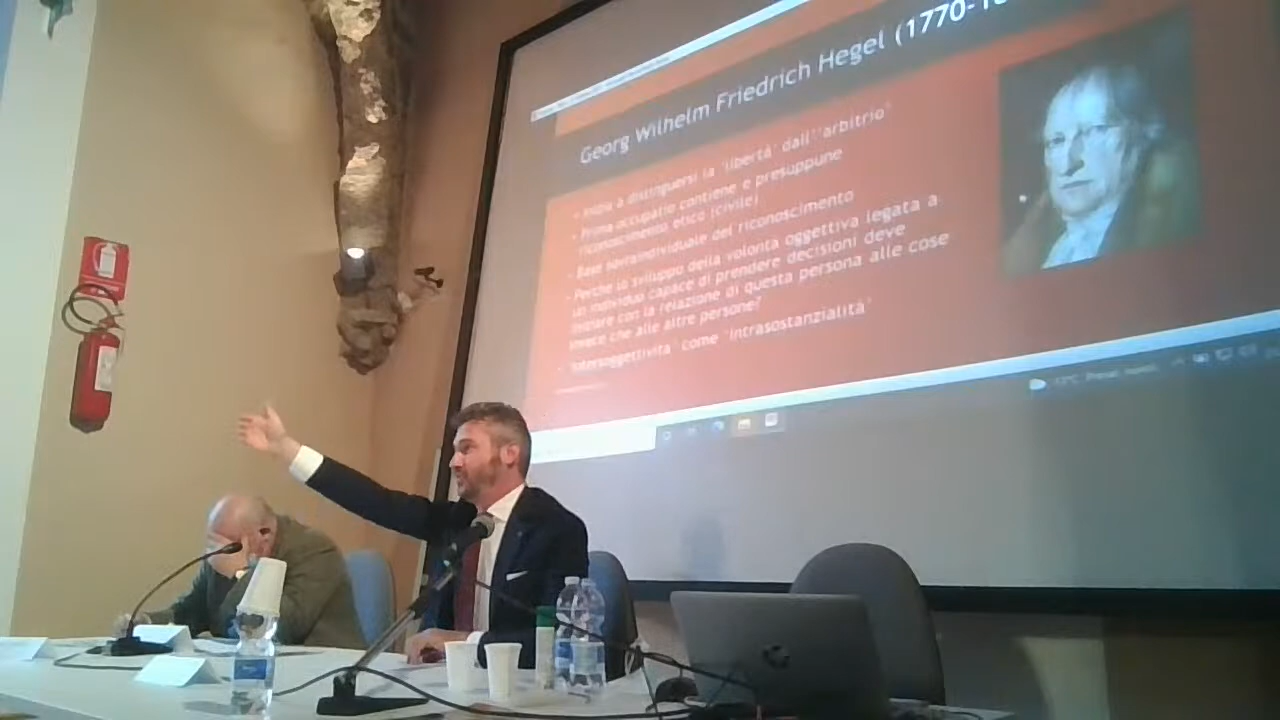 Georg Wilhelm Friedrich Hegel (1770-18
Inizia a distinguersi la "libertà" dall'"arbitrio"
Prima occupatio contiene e presuppone
riconoscimento etico (civile)
Base sovraindividuale del riconoscimento
Perché lo sviluppo della volontà oggettiva legata a
un individuo capace di prendere decisioni deve
iniziare con la relazione di questa persona alle cose
invece che alle altre persone?
"Intersoggettività" come "intrasostanzialità"